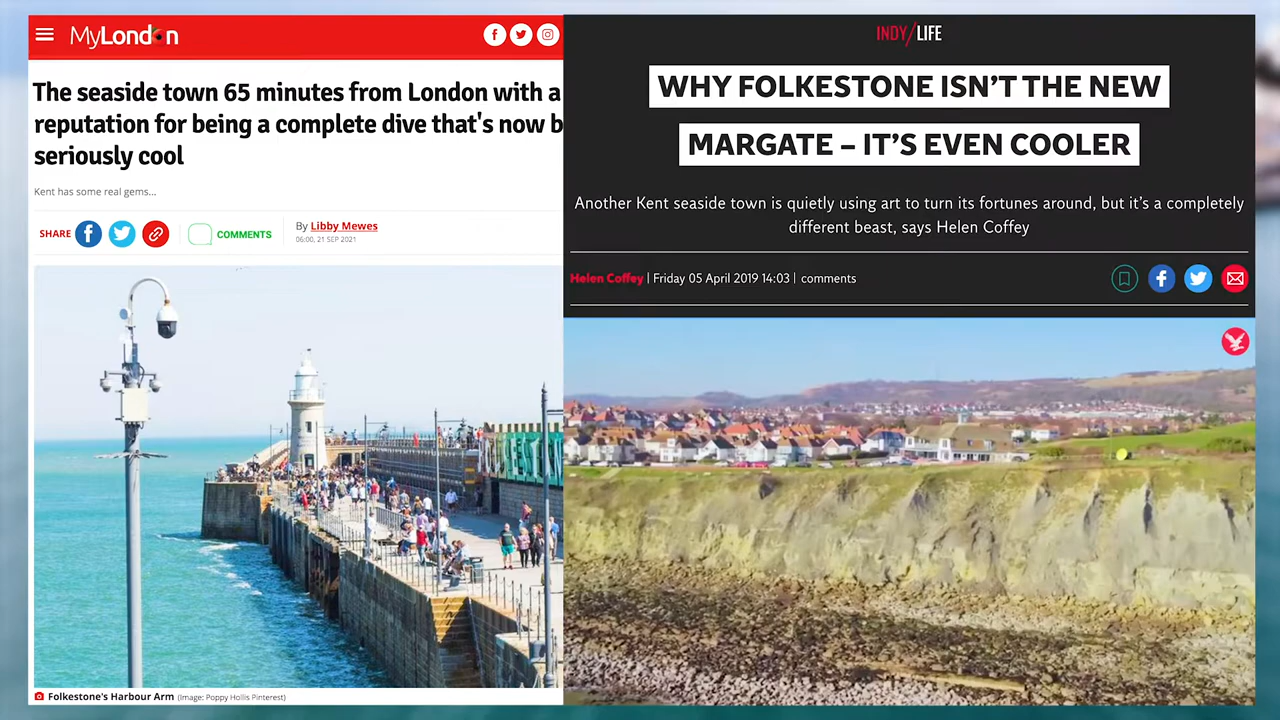 MyLondon
The seaside town 65 minutes from London with a
reputation for being a complete dive that's now b
seriously cool
Kent has some real gems...
SHARE
COMMENTS
By Libby Mewes
06:00, 21 SEP 2021
Folkestone's Harbour Arm (Image: Poppy Hollis Pinterest)
INDY/LIFE
WHY FOLKESTONE ISN'T THE NEW
MARGATE – IT'S EVEN COOLER
Another Kent seaside town is quietly using art to turn its fortunes around, but it's a completely
different beast, says Helen Coffey
Helen Coffey | Friday 05 April 2019 14:03 | comments